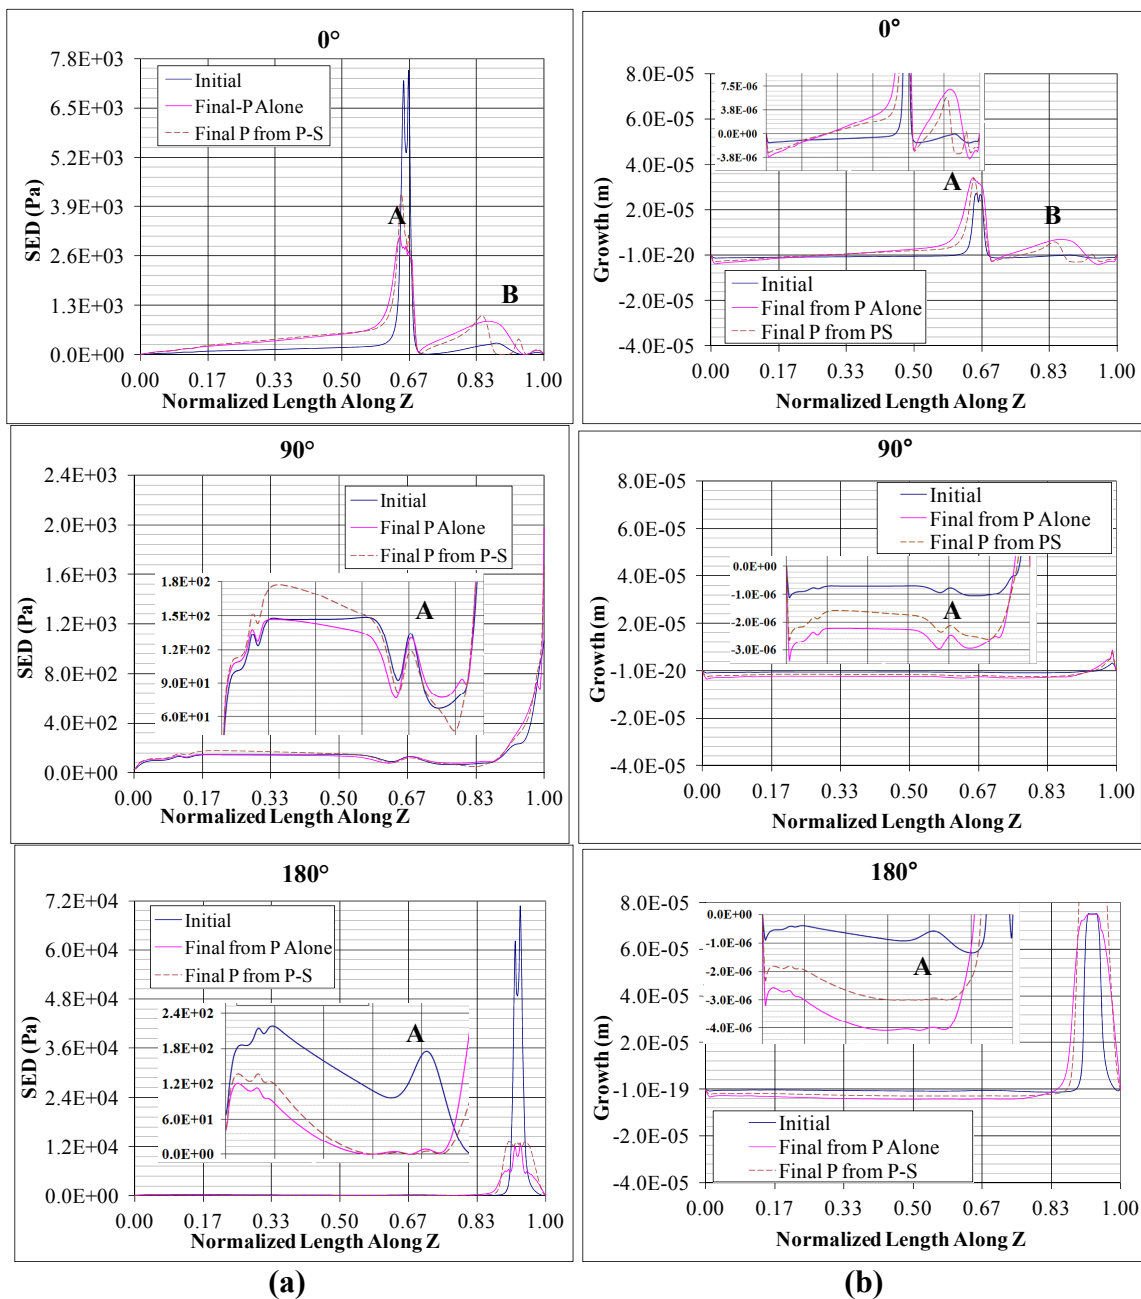 0°
7.8E+03
6.5E+03
5.2E+03
3.9E+03
2.6E+03
1.3E+03
0.0E+00
SED (Pa)
Initial
Final-P Alone
Final P from P-S
A
B
0.00 0.17 0.33 0.50 0.67 0.83 1.00
Normalized Length Along Z
0°
8.0E-05
6.0E-05
4.0E-05
2.0E-05
-1.0E-20
-2.0E-05
-4.0E-05
Growth (m)
7.5E-06
3.8E-06
0.0E+00
-3.8E-06
A
B
Initial
Final from P Alone
Final P from PS
0.00 0.17 0.33 0.50 0.67 0.83 1.00
Normalized Length Along Z
90°
2.4E+03
2.0E+03
1.6E+03
1.2E+03
8.0E+02
4.0E+02
0.0E+00
SED (Pa)
Initial
Final P Alone
Final P from P-S
1.8E+02
1.5E+02
1.2E+02
9.0E+01
6.0E+01
A
0.00 0.17 0.33 0.50 0.67 0.83 1.00
Normalized Length Along Z
90°
8.0E-05
6.0E-05
4.0E-05
2.0E-05
-1.0E-20
-2.0E-05
-4.0E-05
Growth (m)
Initial
Final from P Alone
Final P from PS
0.0E+00
-1.0E-06
-2.0E-06
-3.0E-06
A
0.00 0.17 0.33 0.50 0.67 0.83 1.00
Normalized Length Along Z
180°
7.2E+04
6.0E+04
4.8E+04
3.6E+04
2.4E+04
1.2E+04
0.0E+00
SED (Pa)
Initial
Final from P Alone
Final P from P-S
2.4E+02
1.8E+02
1.2E+02
6.0E+01
0.0E+00
A
0.00 0.17 0.33 0.50 0.67 0.83 1.00
Normalized Length Along Z
180°
8.0E-05
6.0E-05
4.0E-05
2.0E-05
-1.0E-19
-2.0E-05
-4.0E-05
Growth (m)
0.0E+00
-1.0E-06
-2.0E-06
-3.0E-06
-4.0E-06
A
Initial
Final from P Alone
Final P from P-S
0.00 0.17 0.33 0.50 0.67 0.83 1.00
Normalized Length Along Z
(a)
(b)